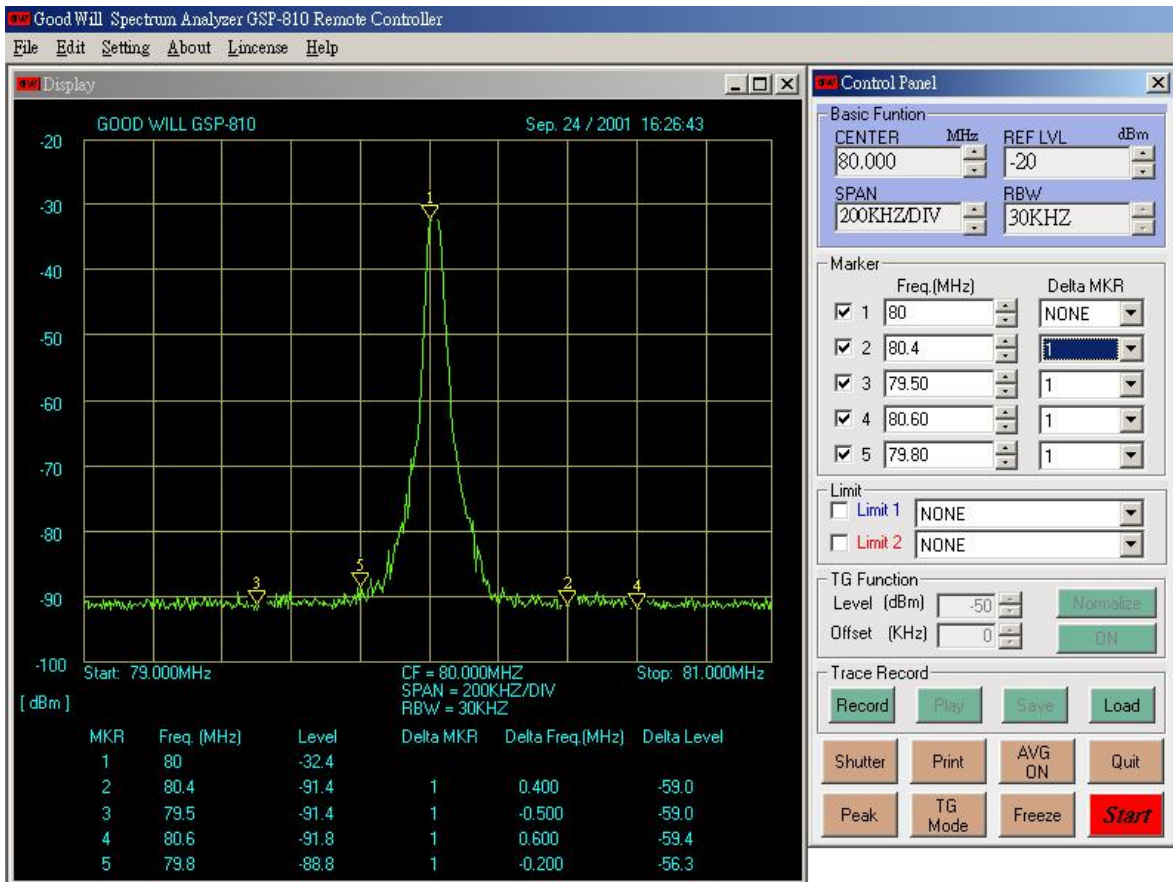 Good Will Spectrum Analyzer GSP-810 Remote Controller
File Edit Setting About Lincense Help
Display
GOOD WILL GSP-810 Sep. 24 / 2001 16:26:43
-20
-30
-40
-50
-60
-70
-80
-90
-100
[ dBm ]
1
3
5
2
4
Start: 79.000MHz CF = 80.000MHZ Stop: 81.000MHz
SPAN = 200KHZ/DIV
RBW = 30KHZ
MKR Freq. (MHz) Level Delta MKR Delta Freq.(MHz) Delta Level
1 80 -32.4
2 80.4 -91.4 1 0.400 -59.0
3 79.5 -91.4 1 -0.500 -59.0
4 80.6 -91.8 1 0.600 -59.4
5 79.8 -88.8 1 -0.200 -56.3
Control Panel
Basic Funtion
CENTER MHz REF LVL dBm
80.000 -20
SPAN RBW
200KHZ/DIV 30KHZ
Marker
Freq.(MHz) Delta MKR
1 80 NONE
2 80.4 1
3 79.50 1
4 80.60 1
5 79.80 1
Limit
Limit 1 NONE
Limit 2 NONE
TG Function
Level (dBm) -50 Normalize
Offset (KHz) 0 ON
Trace Record
Record Play Save Load
Shutter Print AVG ON Quit
Peak TG Mode Freeze Start